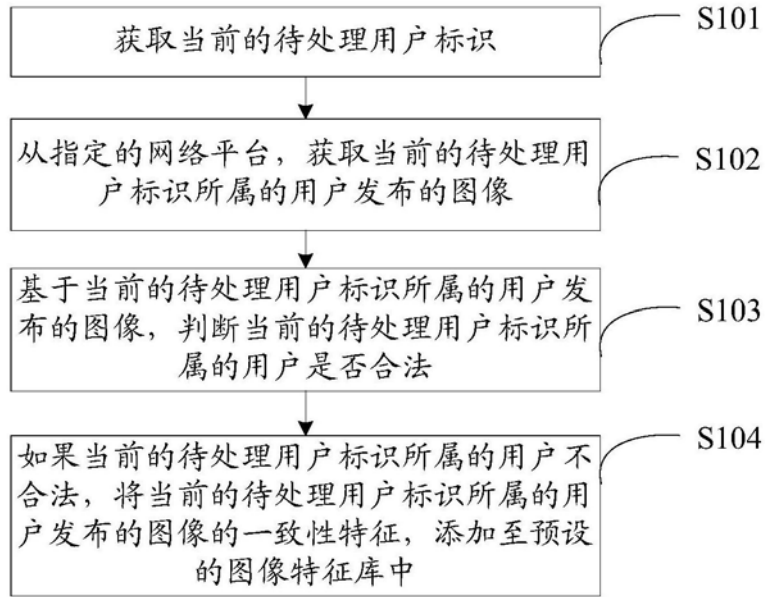 获取当前的待处理用户标识
S101
从指定的网络平台，获取当前的待处理用
户标识所属的用户发布的图像
S102
基于当前的待处理用户标识所属的用户发
布的图像，判断当前的待处理用户标识所
属的用户是否合法
S103
如果当前的待处理用户标识所属的用户不
合法，将当前的待处理用户标识所属的用
户发布的图像的一致性特征，添加至预设
的图像特征库中
S104